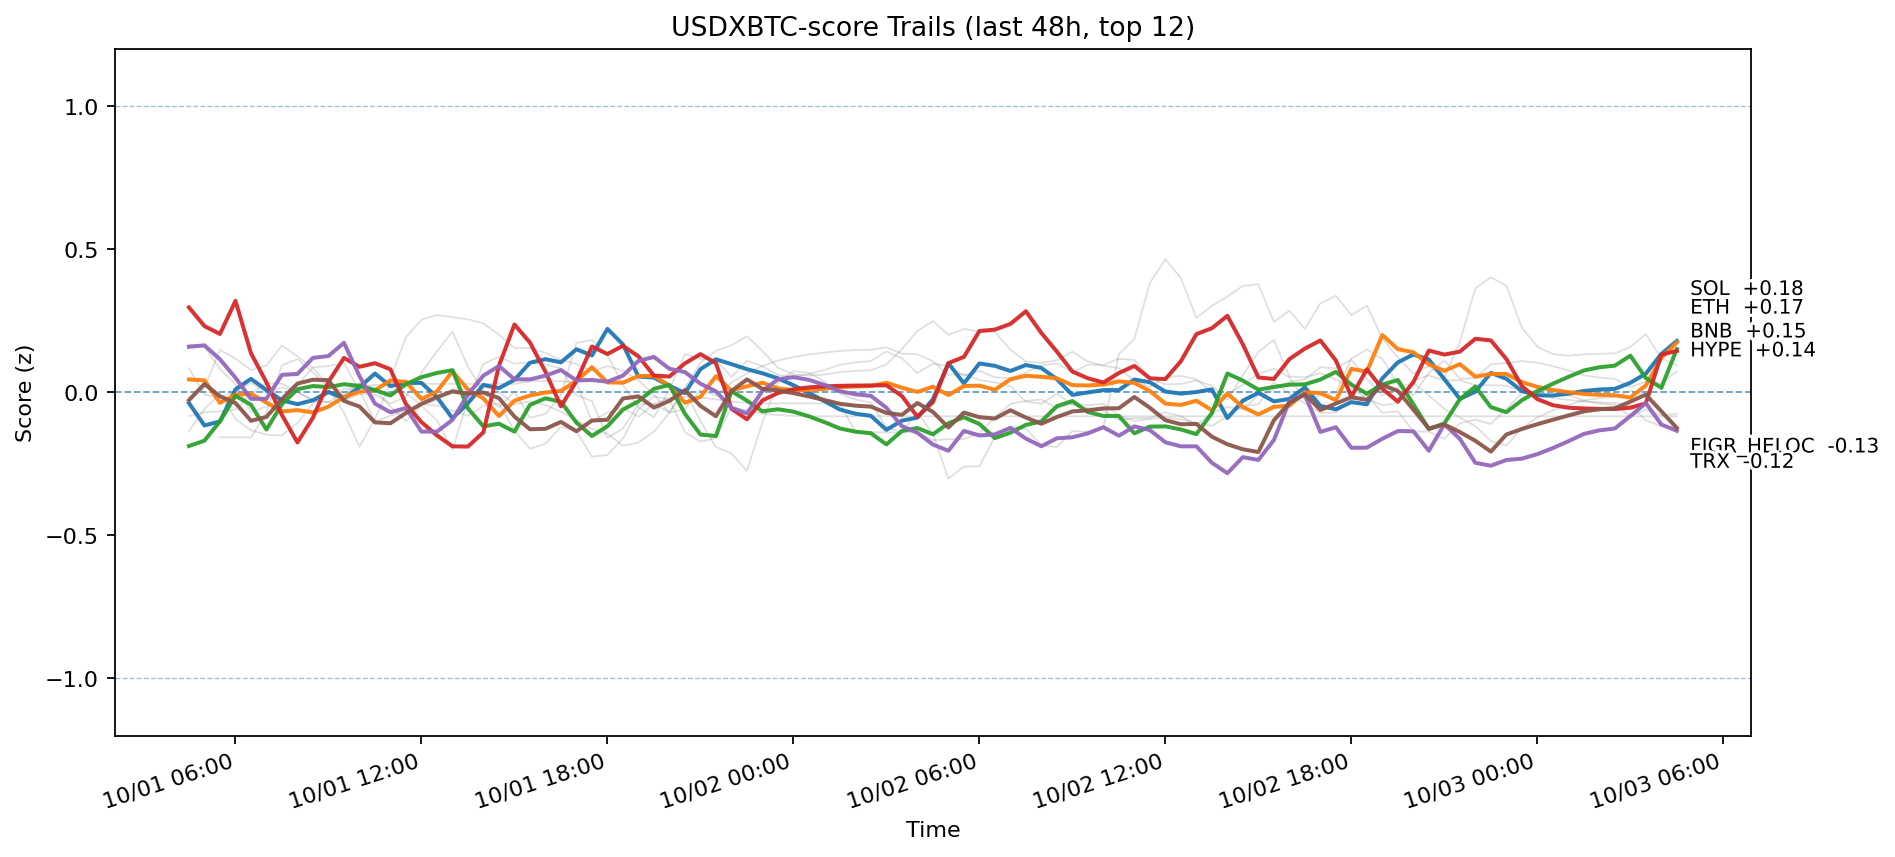 USDXBTC-score Trails (last 48h, top 12)
Score (z)
1.0
0.5
0.0
−0.5
−1.0
SOL +0.18
ETH +0.17
BNB +0.15
HYPE +0.14
FIGR_HELOC -0.13
TRX -0.12
10/01 06:00
10/01 12:00
10/01 18:00
10/02 00:00
10/02 06:00
10/02 12:00
10/02 18:00
10/03 00:00
10/03 06:00
Time